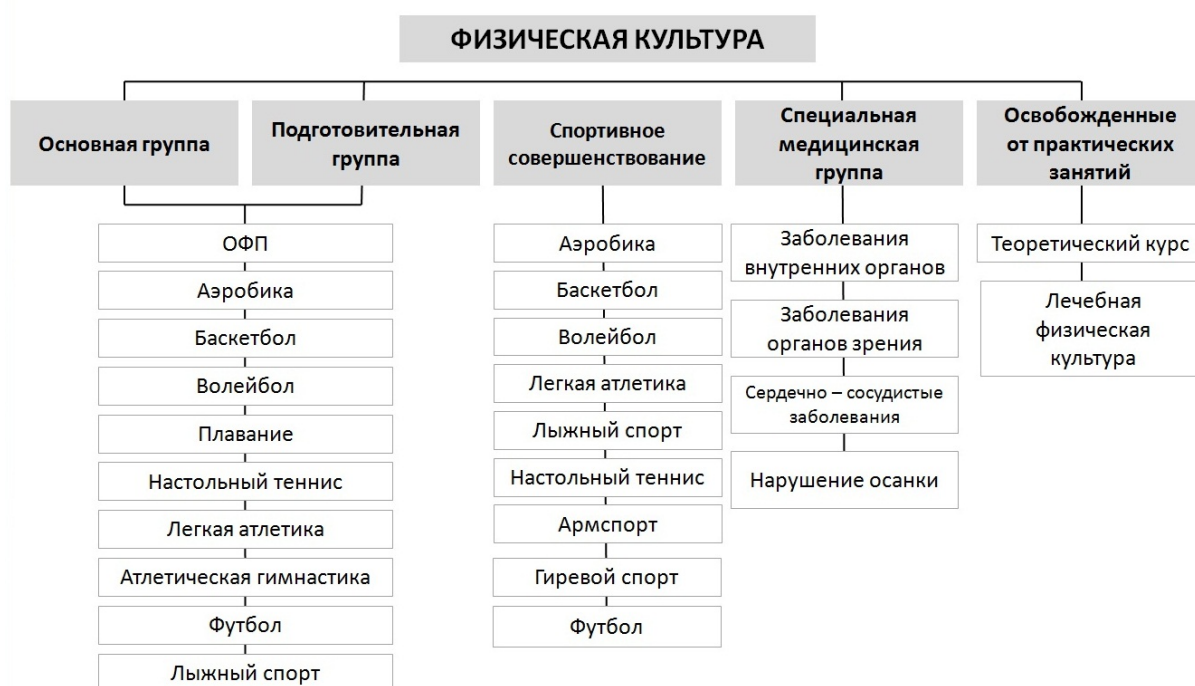 ФИЗИЧЕСКАЯ КУЛЬТУРА
Основная группа
Подготовительная
группа
Спортивное
совершенствование
Специальная
медицинская
группа
Освобожденные
от практических
занятий
ОФП
Аэробика
Баскетбол
Волейбол
Плавание
Настольный теннис
Легкая атлетика
Атлетическая гимнастика
Футбол
Лыжный спорт
Аэробика
Баскетбол
Волейбол
Легкая атлетика
Лыжный спорт
Настольный теннис
Армспорт
Гиревой спорт
Футбол
Заболевания
внутренних органов
Заболевания
органов зрения
Сердечно – сосудистые
заболевания
Нарушение осанки
Теоретический курс
Лечебная
физическая
культура